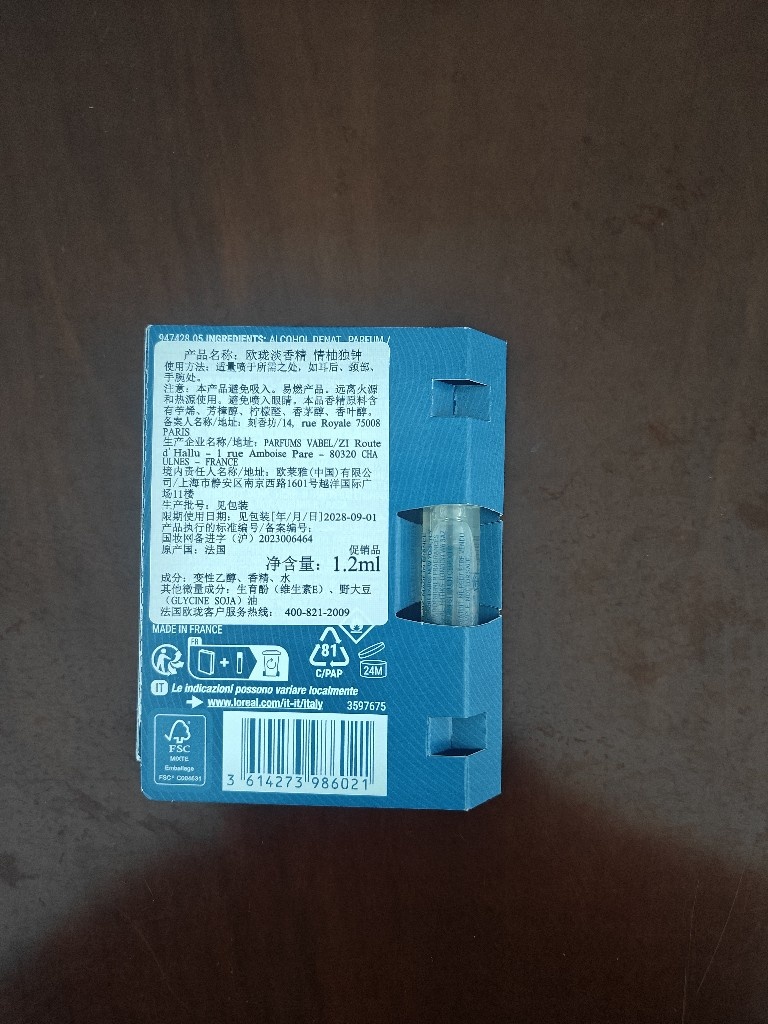 947428 05 INGREDIENTS: ALCOHOL DENAT. PARFUM /
产品名称：欧珑淡香精 情柚独钟
使用方法：适量喷于所需之处，如耳后、颈部、
手腕处。
注意：本产品避免吸入。易燃产品。远离火源
和热源使用。避免喷入眼睛，本品香精原料含
有苧烯、芳樟醇、柠檬醛、香茅醇、香叶醇。
备案人名称/地址：刻香坊/14, rue Royale 75008
PARIS
生产企业名称/地址：PARFUMS VABEL/ZI Route
d'Hallu - 1 rue Amboise Pare - 80320 CHA
ULNES - FRANCE
境内责任人名称/地址：欧莱雅(中国)有限公
司/上海市静安区南京西路1601号越洋国际广
场11楼
生产批号：见包装
限期使用日期：见包装[年/月/日]2028-09-01
产品执行的标准编号/备案编号：
国妆网备进字（沪）2023006464
原产国：法国 促销品
净含量：1.2ml
成分：变性乙醇、香精、水
其他微量成分：生育酚（维生素E）、野大豆
（GLYCINE SOJA）油
法国欧珑客户服务热线： 400-821-2009
MADE IN FRANCE
FR
81
C/PAP
24M
IT Le indicazioni possono variare localmente
www.loreal.com/it-it/italy 3597675
FSC
MIXTE
Emballage
FSC® C004631
3 614273 986021